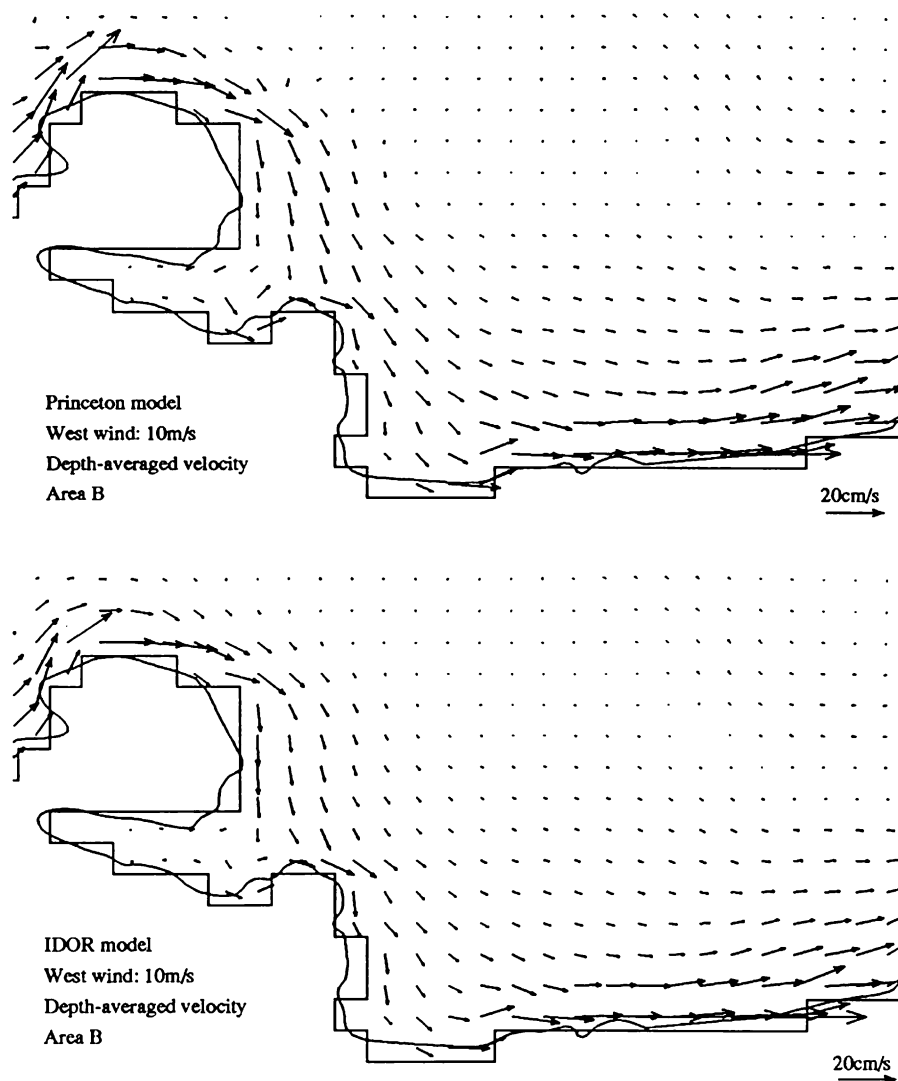 Princeton model
West wind: 10m/s
Depth-averaged velocity
Area B
20cm/s
IDOR model
West wind: 10m/s
Depth-averaged velocity
Area B
20cm/s